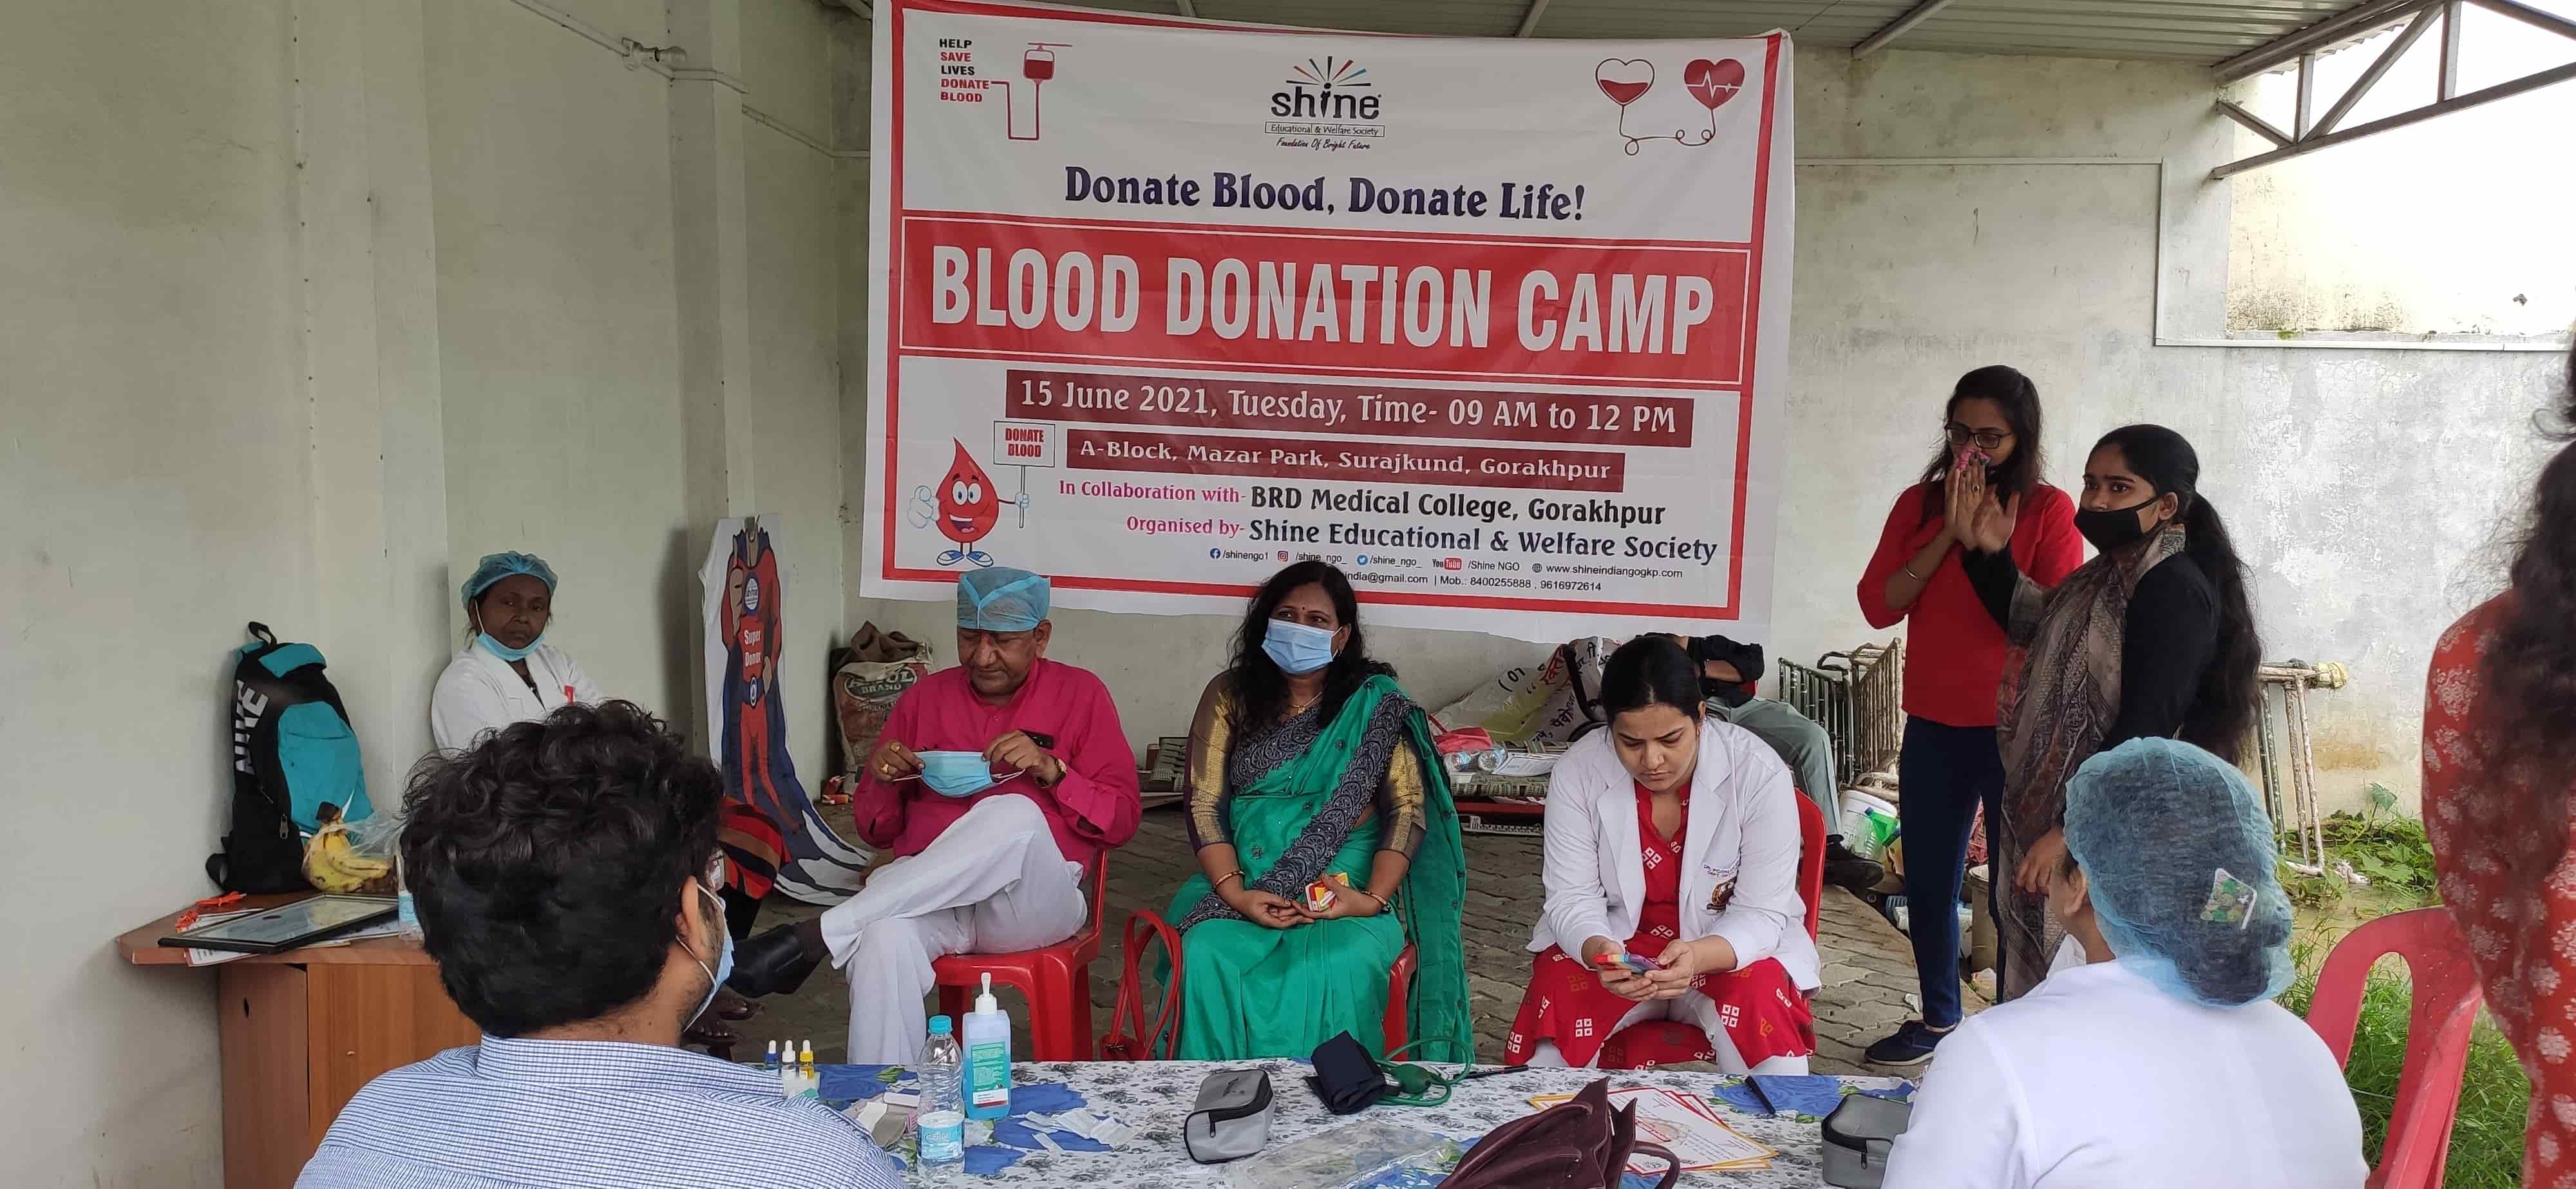 HELP
SAVE
LIVES
DONATE
BLOOD
shine
Educational & Welfare Society
Foundation Of Bright Future
Donate Blood, Donate Life!
BLOOD DONATION CAMP
15 June 2021, Tuesday, Time- 09 AM to 12 PM
A-Block, Mazar Park, Surajkund, Gorakhpur
DONATE
BLOOD
In Collaboration with- BRD Medical College, Gorakhpur
Organised by- Shine Educational & Welfare Society
/shinengo1 /shine_ngo_ /shine_ngo_ YouTube /Shine NGO www.shineindiangogkp.com
india@gmail.com | Mob.: 8400255888 , 9616972614
Super
Donor
NIKE
BRAND